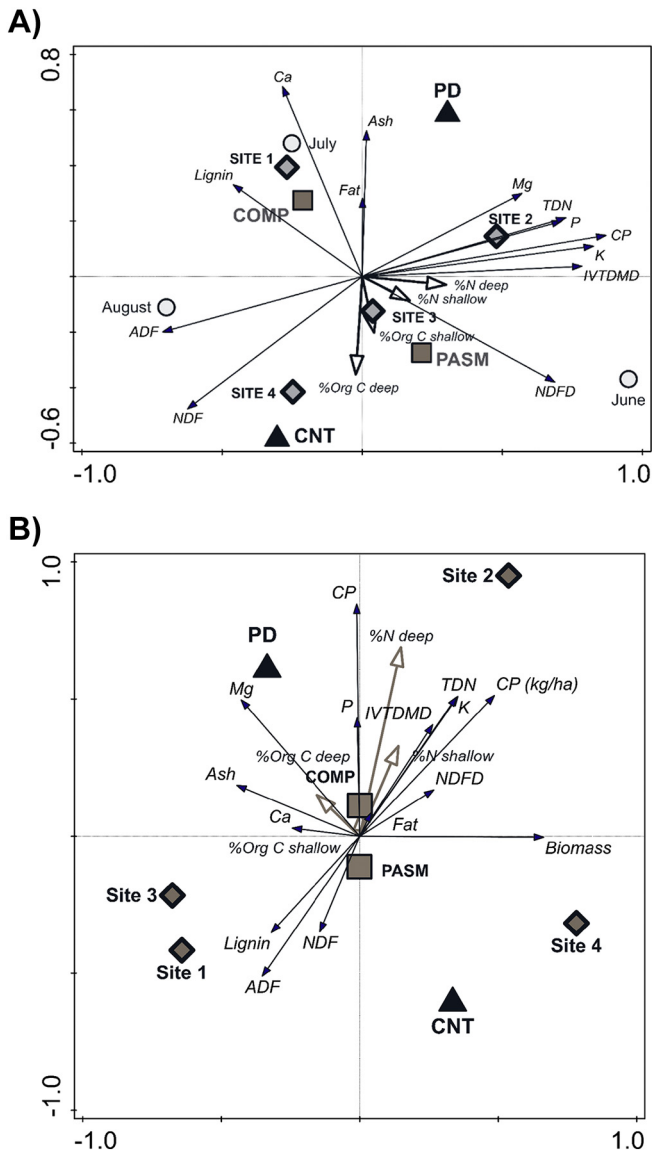 A)
0.8
Ca
PD
Ash
July
SITE 1
Lignin
Fat
Mg
COMP
TDN
SITE 2
P
CP
K
IVTDMD
%N deep
%N shallow
August
SITE 3
ADF
%Org C shallow
PASM
%Org C deep
SITE 4
NDFD
June
NDF
CNT
-0.6
-1.0
1.0
B)
1.0
Site 2
CP
%N deep
PD
Mg
TDN
CP (kg/ha)
P
IVTDMD
K
%Org C deep
%N shallow
Ash
COMP
NDFD
Ca
Fat
%Org C shallow
Biomass
PASM
Site 3
Lignin
NDF
Site 4
Site 1
ADF
CNT
-1.0
-1.0
1.0